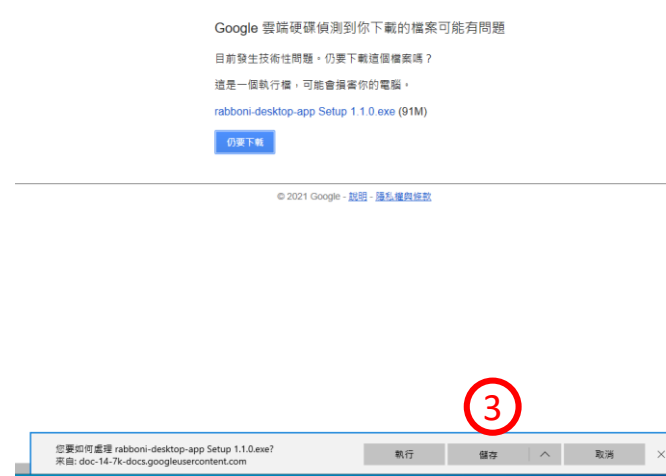 Google 雲端硬碟偵測到你下載的檔案可能有問題
目前發生技術性問題。仍要下載這個檔案嗎？
這是一個執行檔，可能會損害你的電腦。
rabboni-desktop-app Setup 1.1.0.exe (91M)
仍要下載
© 2021 Google - 說明 - 隱私權與條款
3
您要如何處理 rabboni-desktop-app Setup 1.1.0.exe?
來自: doc-14-7k-docs.googleusercontent.com
執行 儲存 取消